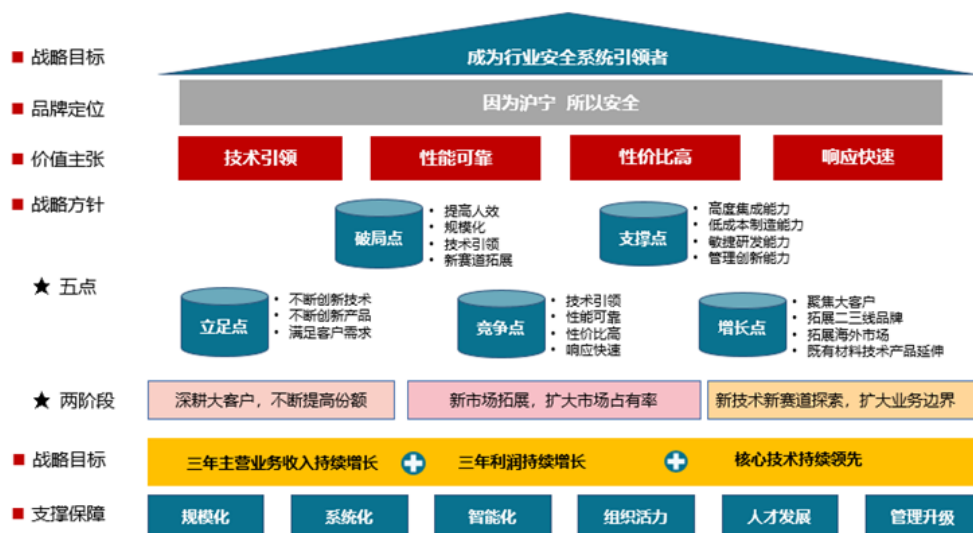 战略目标
成为行业安全系统引领者
品牌定位
因为沪宁 所以安全
价值主张
技术引领
性能可靠
性价比高
响应快速
战略方针
破局点
• 提高人效
• 规模化
• 技术引领
• 新赛道拓展
支撑点
• 高度集成能力
• 低成本制造能力
• 敏捷研发能力
• 管理创新能力
★ 五点
立足点
• 不断创新技术
• 不断创新产品
• 满足客户需求
竞争点
• 技术引领
• 性能可靠
• 性价比高
• 响应快速
增长点
• 聚焦大客户
• 拓展二三线品牌
• 拓展海外市场
• 既有材料技术产品延伸
★ 两阶段
深耕大客户，不断提高份额
新市场拓展，扩大市场占有率
新技术新赛道探索，扩大业务边界
战略目标
三年主营业务收入持续增长
三年利润持续增长
核心技术持续领先
支撑保障
规模化
系统化
智能化
组织活力
人才发展
管理升级